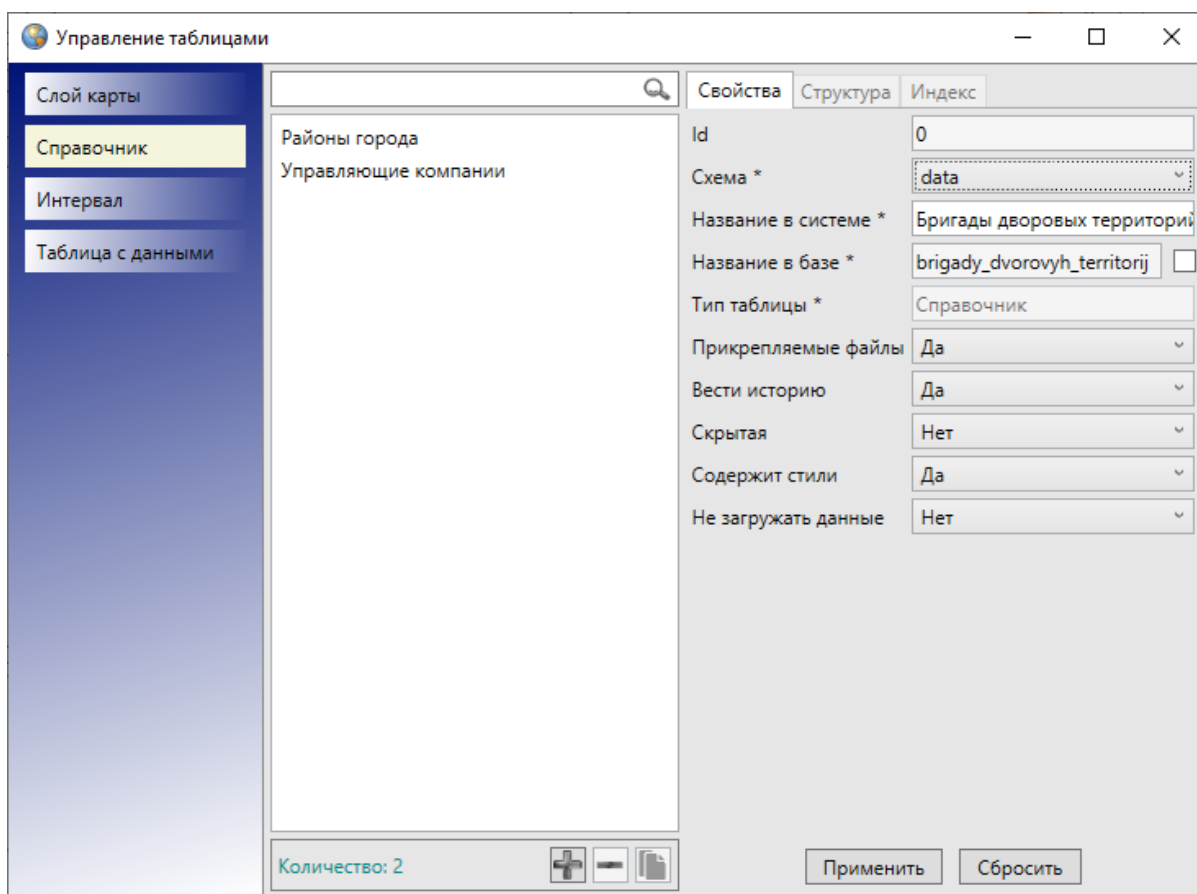 Управление таблицами
Слой карты
Справочник
Интервал
Таблица с данными
Районы города
Управляющие компании
Количество: 2
Свойства Структура Индекс
Id 0
Схема * data
Название в системе * Бригады дворовых территорий
Название в базе * brigady_dvorovyh_territorij
Тип таблицы * Справочник
Прикрепляемые файлы Да
Вести историю Да
Скрытая Нет
Содержит стили Да
Не загружать данные Нет
Применить Сбросить